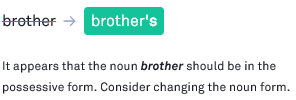 brother → brother's
It appears that the noun brother should be in the
possessive form. Consider changing the noun form.